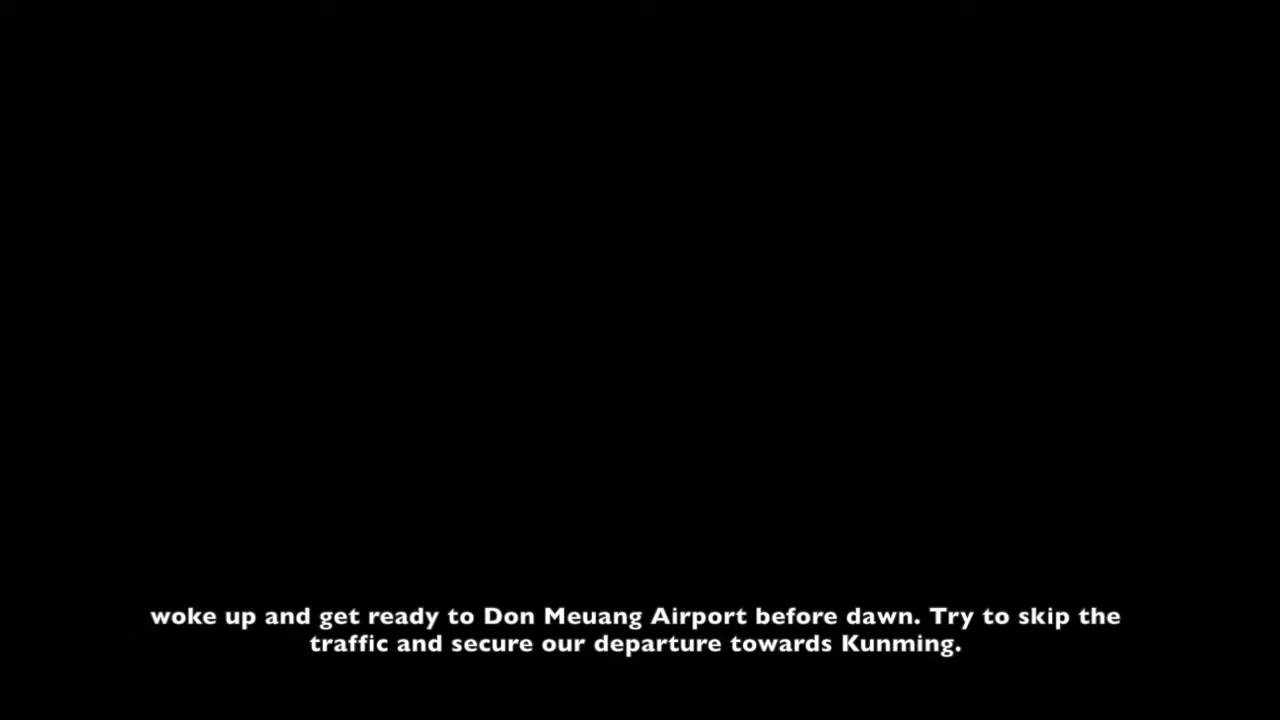 woke up and get ready to Don Meuang Airport before dawn. Try to skip the
traffic and secure our departure towards Kunming.